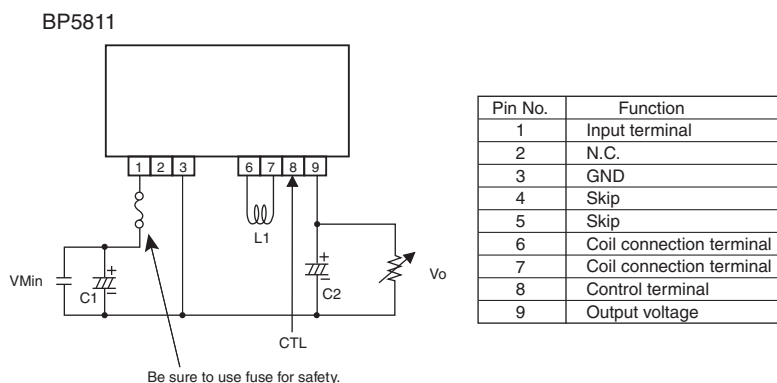 BP5811
1 2 3 6 7 8 9
L1
VMin
+
C1
−
+
C2
−
Vo
CTL
Be sure to use fuse for safety.
Pin No. Function
1 Input terminal
2 N.C.
3 GND
4 Skip
5 Skip
6 Coil connection terminal
7 Coil connection terminal
8 Control terminal
9 Output voltage